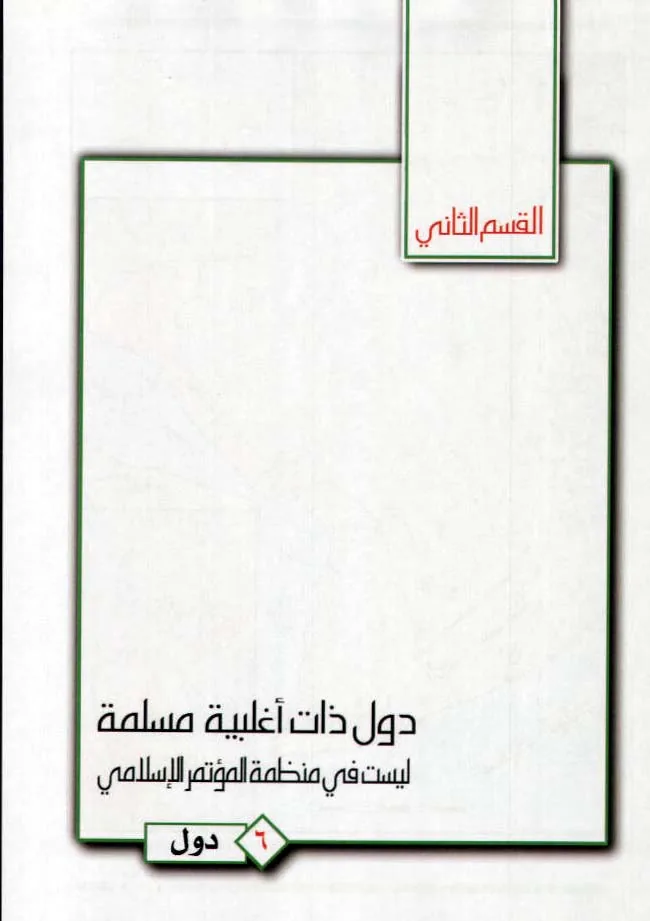 القسم الثاني
دول ذات أغلبية مسلمة
ليست في منظمة المؤتمر الإسلامي
٦ دول